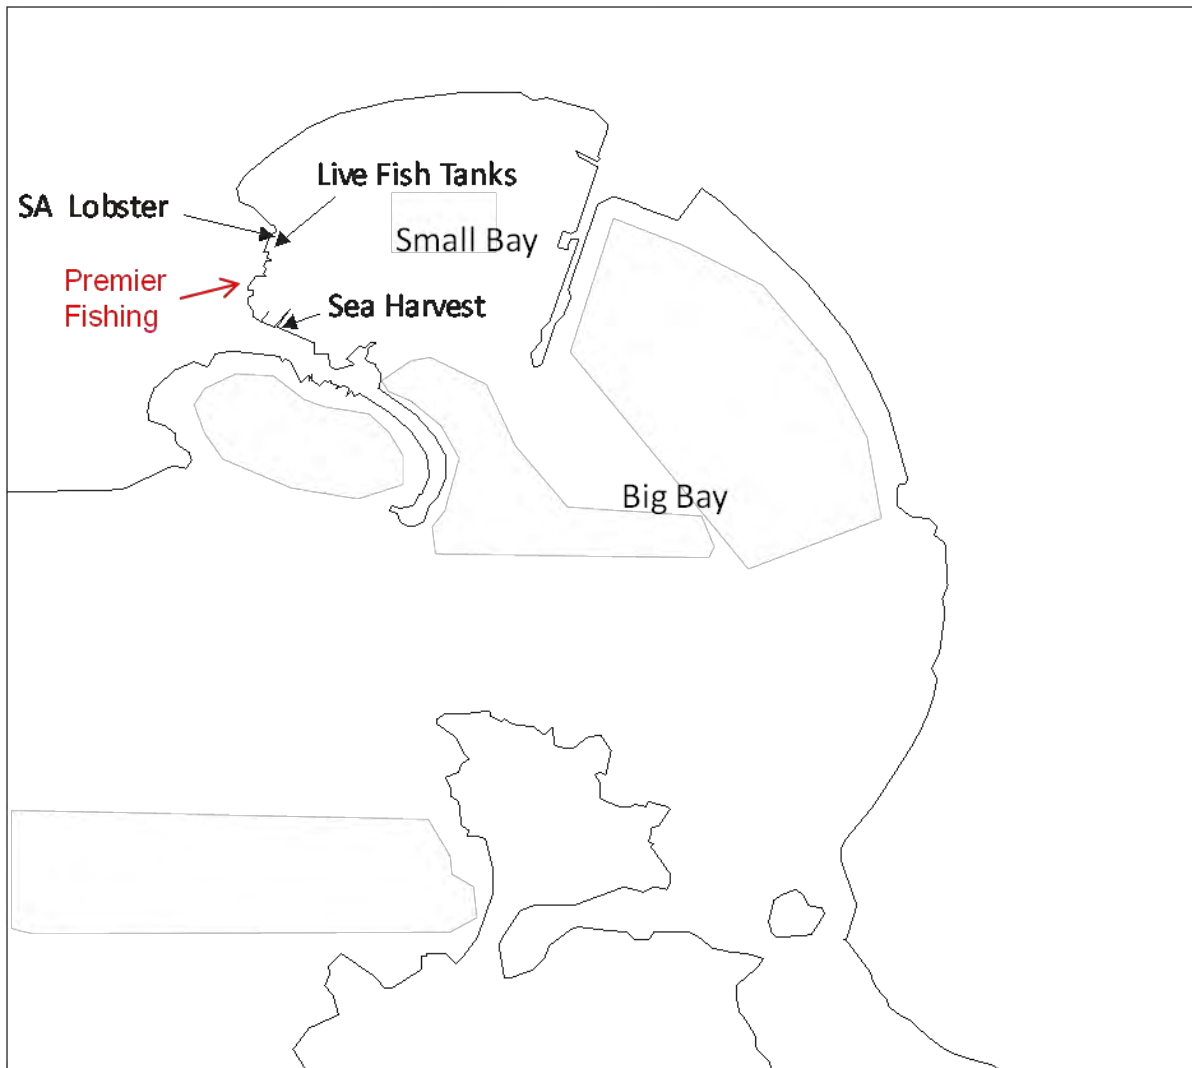 Live Fish Tanks
SA Lobster
Small Bay
Premier
Fishing
Sea Harvest
Big Bay